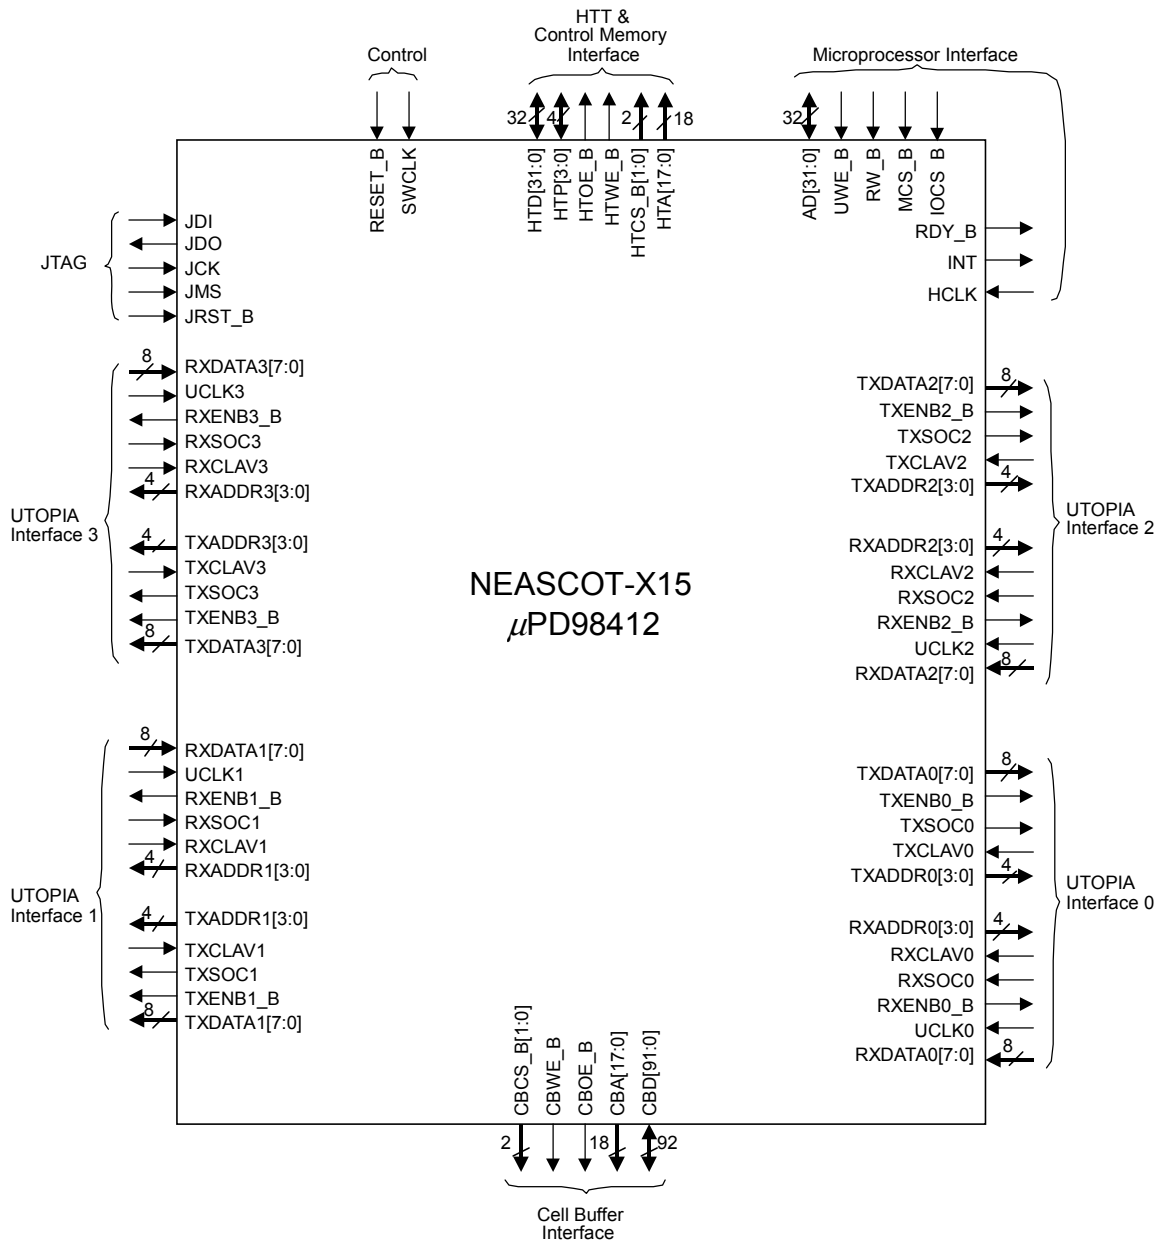 HTT &
Control Memory
Interface
Control
Microprocessor Interface
32
4
2
18
32
RESET_B
SWCLK
HTD[31:0]
HTP[3:0]
HTOE_B
HTWE_B
HTCS_B[1:0]
HTA[17:0]
AD[31:0]
UWE_B
RW_B
MCS_B
IOCS B
JTAG
JDI
JDO
JCK
JMS
JRST_B
RDY_B
INT
HCLK
UTOPIA
Interface 3
8
RXDATA3[7:0]
UCLK3
RXENB3_B
RXSOC3
RXCLAV3
4
RXADDR3[3:0]
4
TXADDR3[3:0]
TXCLAV3
TXSOC3
TXENB3_B
8
TXDATA3[7:0]
TXDATA2[7:0]
8
TXENB2_B
TXSOC2
TXCLAV2
TXADDR2[3:0]
4
RXADDR2[3:0]
4
RXCLAV2
RXSOC2
RXENB2_B
UCLK2
RXDATA2[7:0]
8
UTOPIA
Interface 2
NEASCOT-X15
μPD98412
UTOPIA
Interface 1
8
RXDATA1[7:0]
UCLK1
RXENB1_B
RXSOC1
RXCLAV1
4
RXADDR1[3:0]
4
TXADDR1[3:0]
TXCLAV1
TXSOC1
TXENB1_B
8
TXDATA1[7:0]
TXDATA0[7:0]
8
TXENB0_B
TXSOC0
TXCLAV0
TXADDR0[3:0]
4
RXADDR0[3:0]
4
RXCLAV0
RXSOC0
RXENB0_B
UCLK0
RXDATA0[7:0]
8
UTOPIA
Interface 0
CBCS_B[1:0]
CBWE_B
CBOE_B
CBA[17:0]
CBD[91:0]
2
18
92
Cell Buffer
Interface